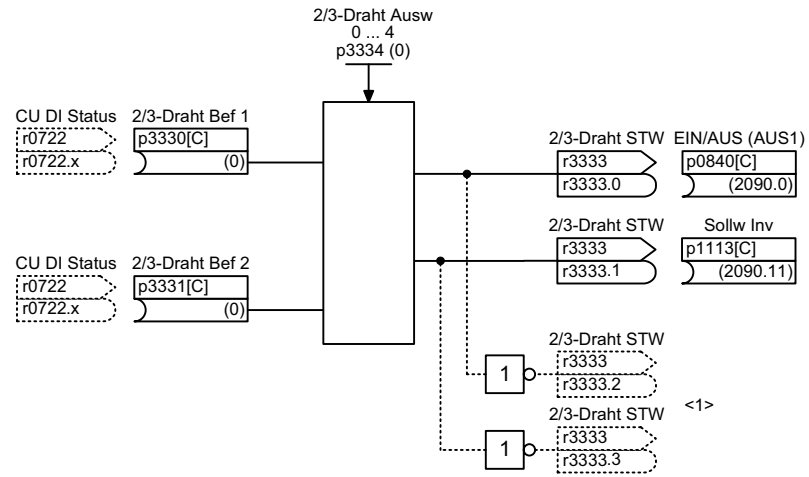 2/3-Draht Ausw
0 ... 4
p3334 (0)
CU DI Status
r0722
r0722.x
2/3-Draht Bef 1
p3330[C]
(0)
2/3-Draht STW
r3333
r3333.0
EIN/AUS (AUS1)
p0840[C]
(2090.0)
2/3-Draht STW
r3333
r3333.1
Sollw Inv
p1113[C]
(2090.11)
CU DI Status
r0722
r0722.x
2/3-Draht Bef 2
p3331[C]
(0)
2/3-Draht STW
1
r3333
r3333.2
<1>
2/3-Draht STW
1
r3333
r3333.3